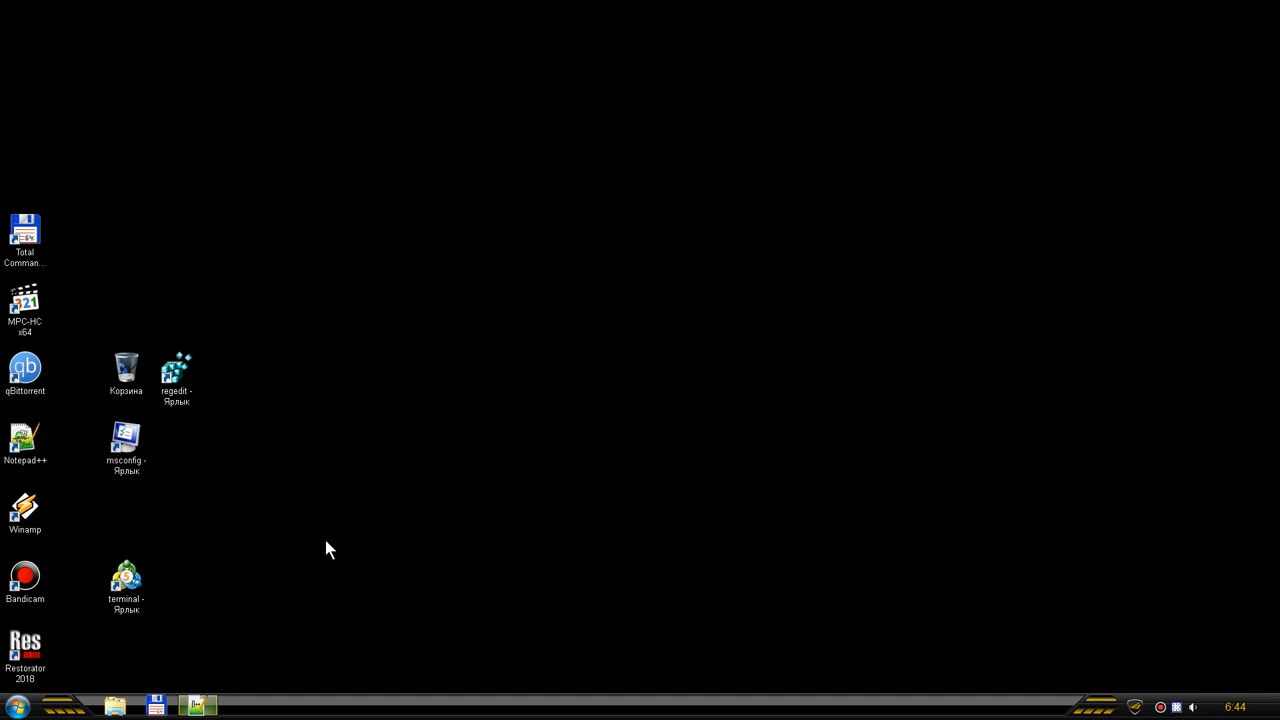 Total
Comman...
MPC-HC
x64
qBittorrent
Корзина
regedit -
Ярлык
Notepad++
msconfig -
Ярлык
Winamp
Bandicam
terminal -
Ярлык
Restorator
2018
6:44